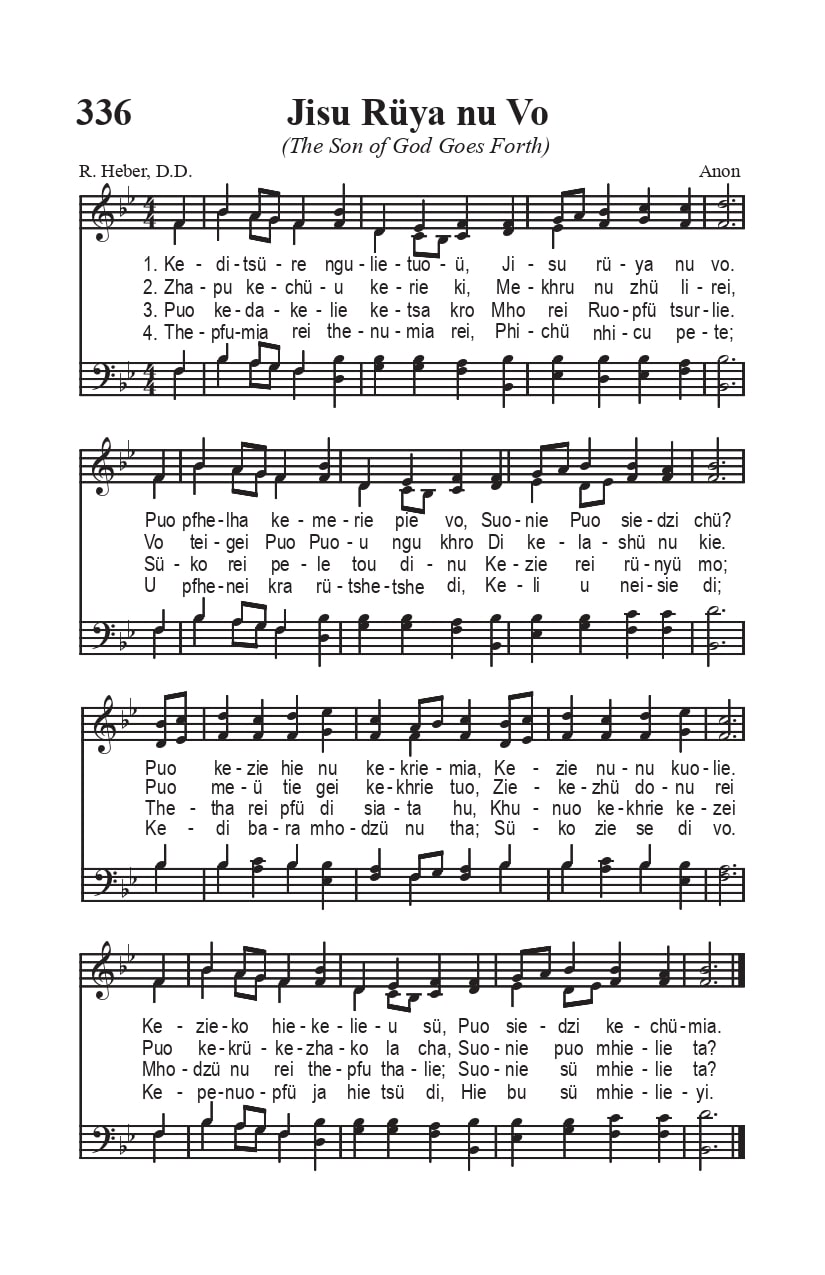 336 Jisu Rüya nu Vo
(The Son of God Goes Forth)
R. Heber, D.D. Anon
1. Ke - di - tsü - re ngu - lie - tuo - ü, Ji - su rü - ya nu vo.
2. Zha - pu ke - chü - u ke - rie ki, Me - khru nu zhü li - rei,
3. Puo ke - da - ke - lie ke - tsa kro Mho rei Ruo - pfü tsur - lie.
4. The - pfu - mia rei the - nu - mia rei, Phi - chü nhi - cu pe - te;
Puo pfhe - lha ke - me - rie pie vo, Suo - nie Puo sie - dzi chü?
Vo tei - gei Puo Puo - u ngu khro Di ke - la - shü nu kie.
Sü - ko rei pe - le tou di - nu Ke - zie rei rü - nyü mo;
U pfhe - nei kra rü - tshe - tshe di, Ke - li u nei - sie di;
Puo ke - zie hie nu ke - krie - mia, Ke - zie nu - nu kuo - lie.
Puo me - ü tie gei ke - khrie tuo, Zie - ke - zhü do - nu rei
The - tha rei pfü di sia - ta hu, Khu - nuo ke - khrie ke - zei
Ke - di ba - ra mho - dzü nu tha; Sü - ko zie se di vo.
Ke - zie - ko hie - ke - lie - u sü, Puo sie - dzi ke - chü - mia.
Puo ke - krü - ke - zha - ko la cha, Suo - nie puo mhie - lie ta?
Mho - dzü nu rei the - pfu tha - lie; Suo - nie sü mhie - lie ta?
Ke - pe - nuo - pfü ja hie tsü di, Hie bu sü mhie - lie - yi.